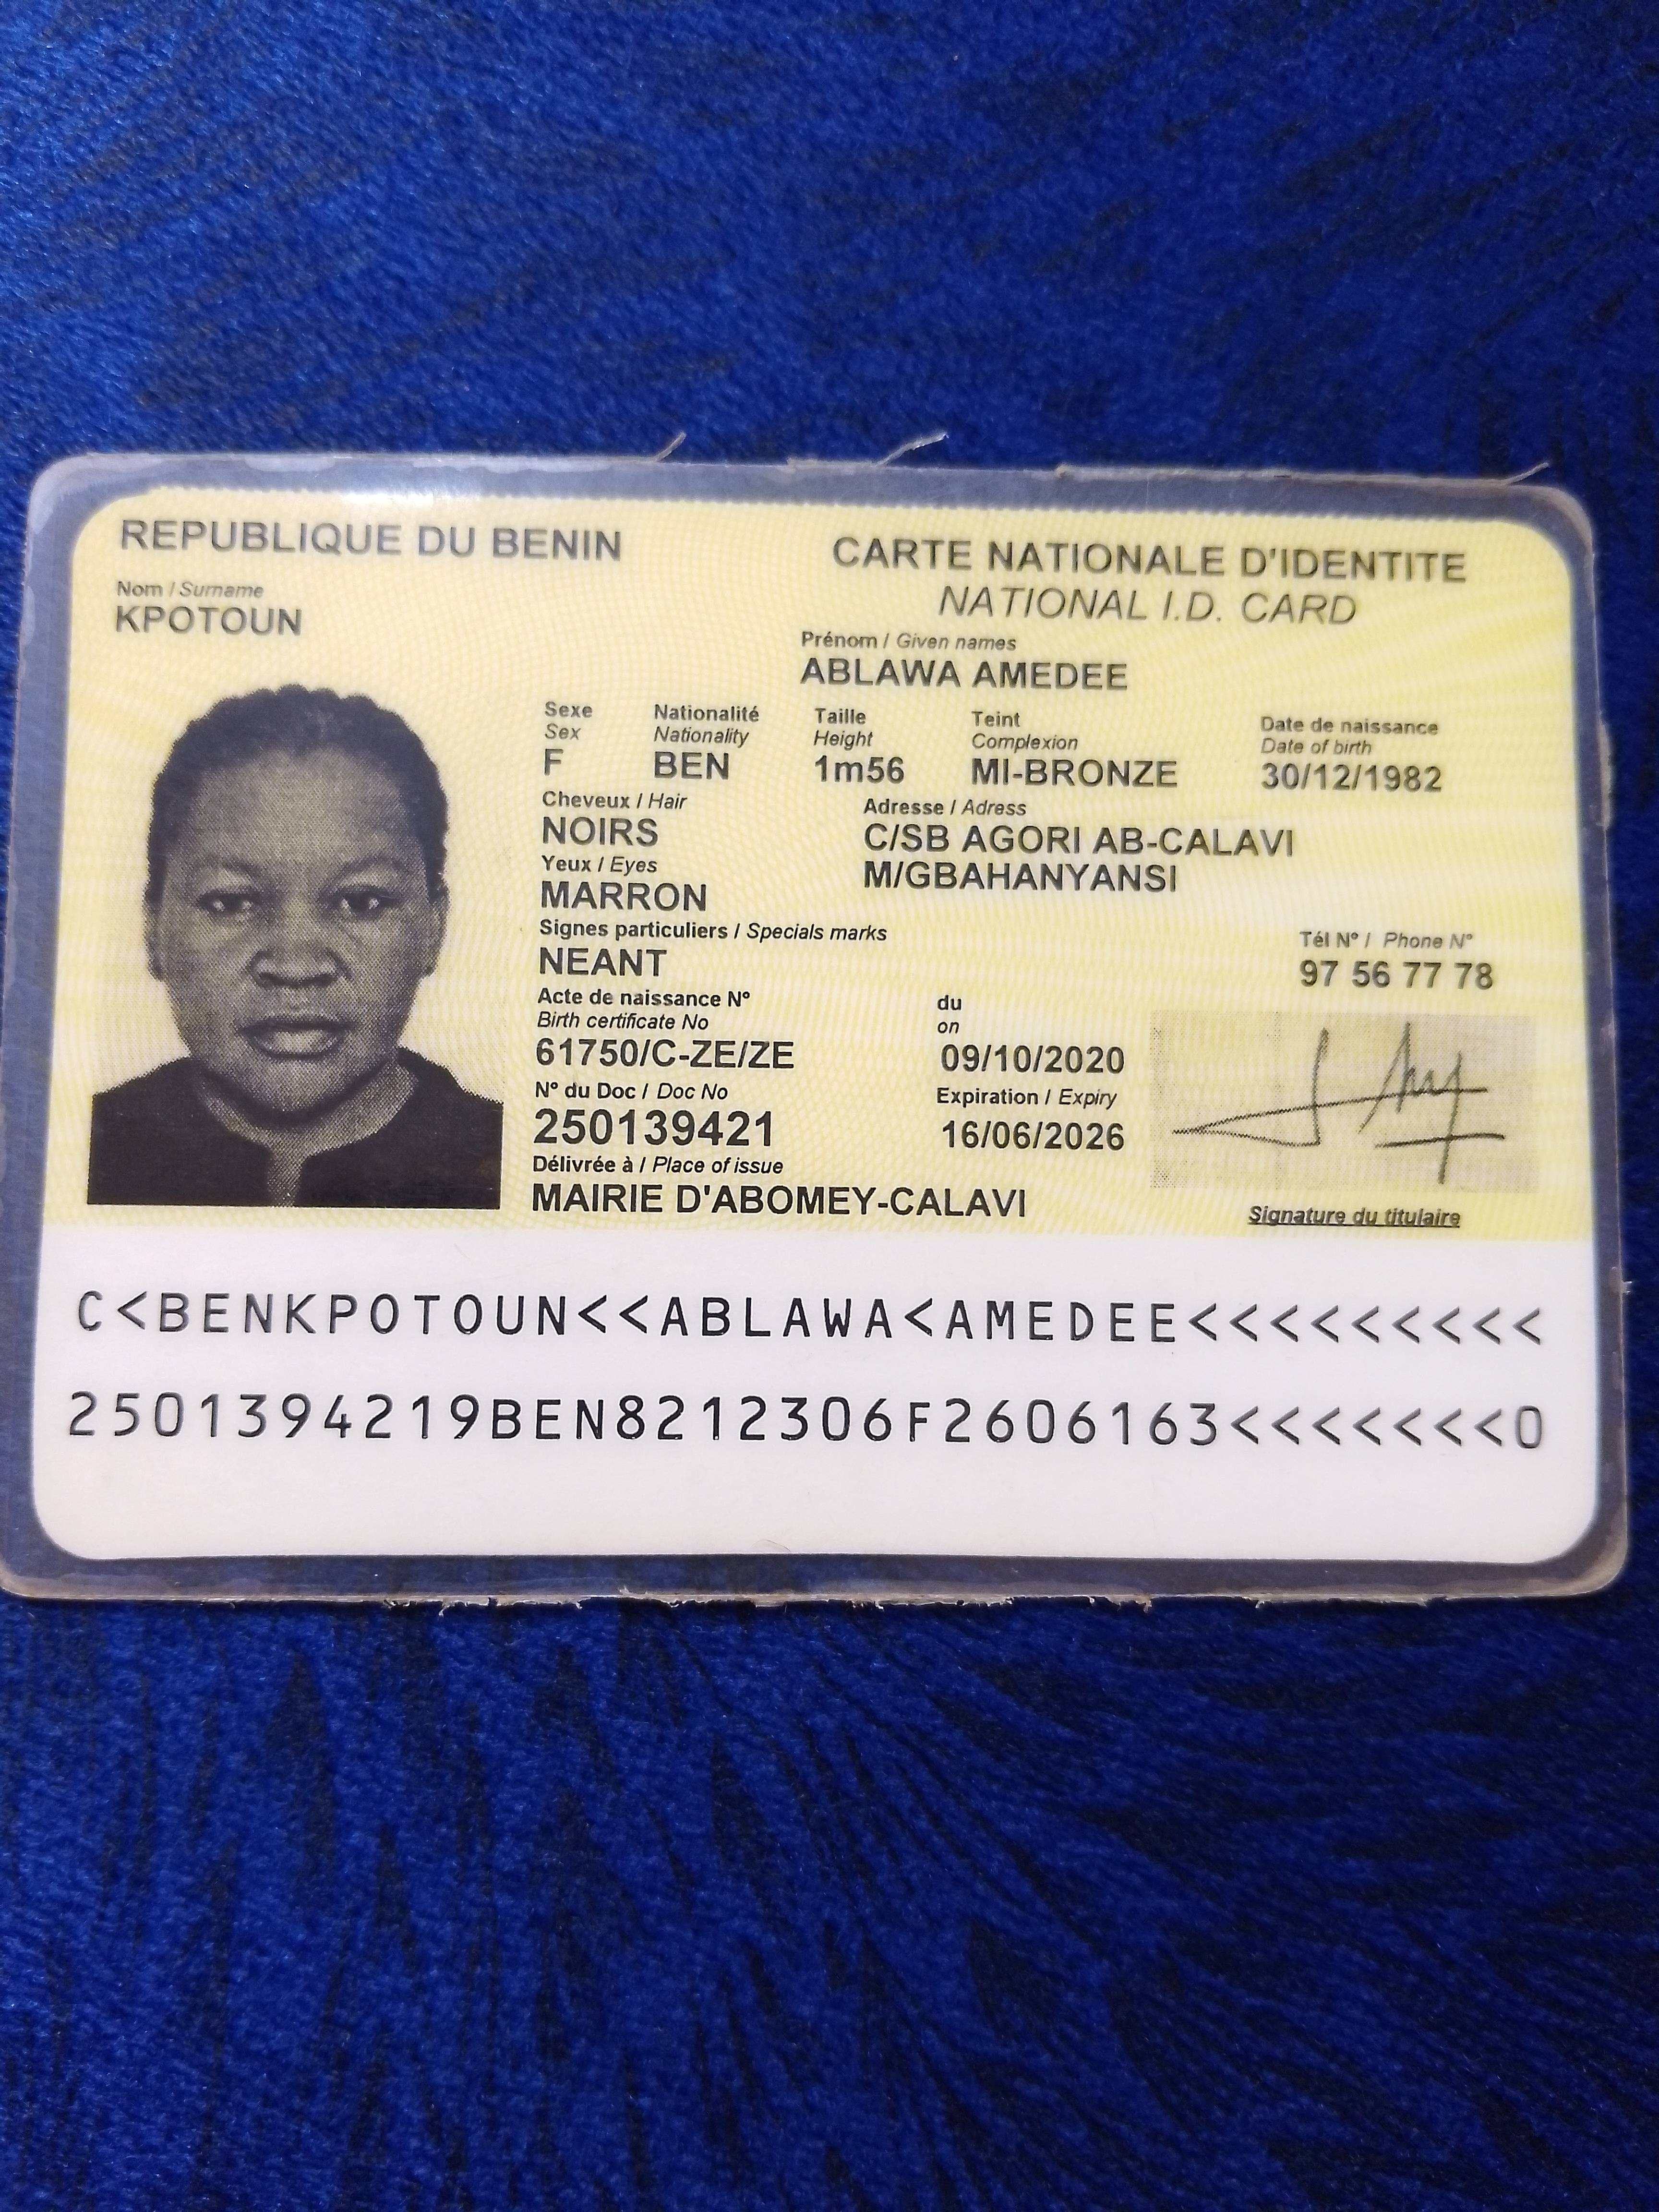 REPUBLIQUE DU BENIN
CARTE NATIONALE D'IDENTITE
NATIONAL I.D. CARD
Nom / Surname
KPOTOUN
Prénom / Given names
ABLAWA AMEDEE
Sexe Nationalité Taille Teint Date de naissance
Sex Nationality Height Complexion Date of birth
F BEN 1m56 MI-BRONZE 30/12/1982
Cheveux / Hair Adresse / Adress
NOIRS C/SB AGORI AB-CALAVI
Yeux / Eyes M/GBAHANYANSI
MARRON
Signes particuliers / Specials marks Tél N° / Phone N°
NEANT 97 56 77 78
Acte de naissance N° du
Birth certificate No on
61750/C-ZE/ZE 09/10/2020
N° du Doc / Doc No Expiration / Expiry
250139421 16/06/2026
Délivrée à / Place of issue
MAIRIE D'ABOMEY-CALAVI
Signature du titulaire
C<BENKPOTOUN<<ABLAWA<AMEDEE<<<<<<<<<
2501394219BEN8212306F2606163<<<<<<<0